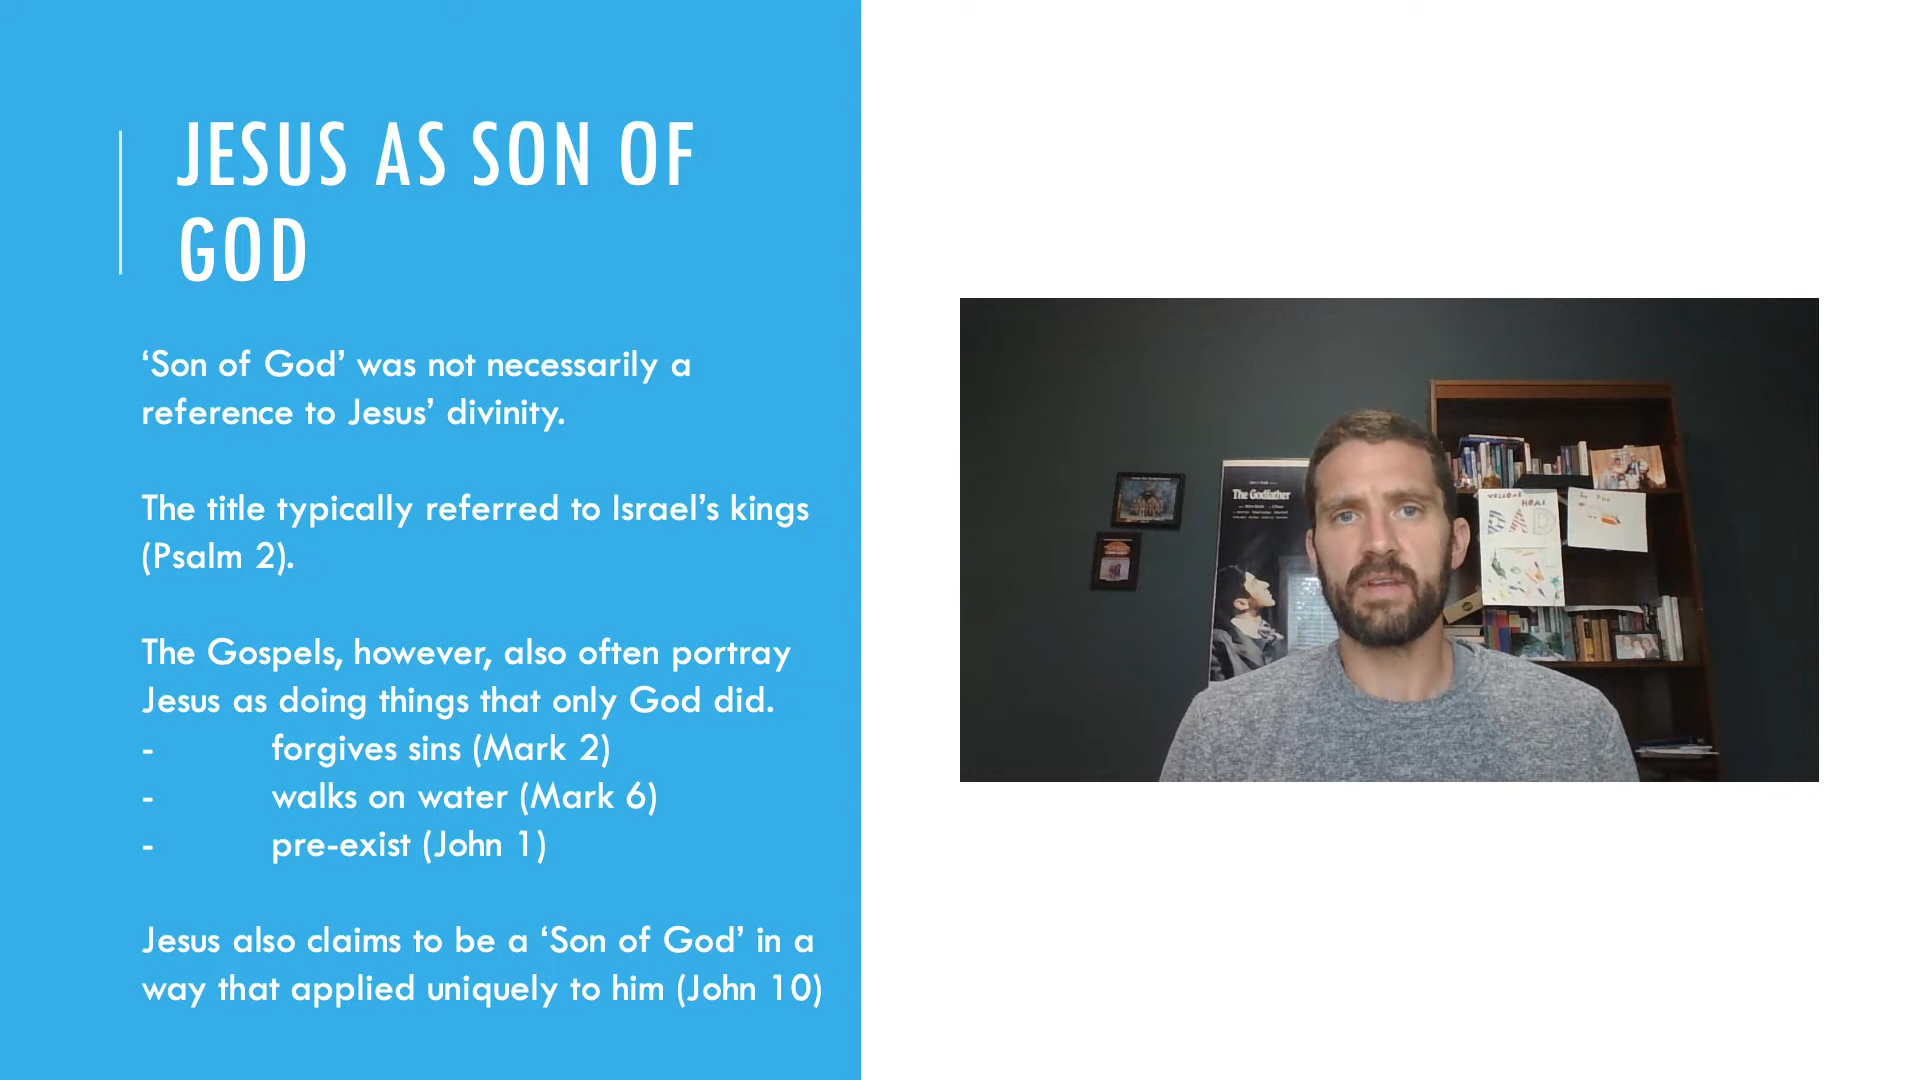 JESUS AS SON OF
GOD
‘Son of God’ was not necessarily a
reference to Jesus’ divinity.
The title typically referred to Israel’s kings
(Psalm 2).
The Gospels, however, also often portray
Jesus as doing things that only God did.
- forgives sins (Mark 2)
- walks on water (Mark 6)
- pre-exist (John 1)
Jesus also claims to be a ‘Son of God’ in a
way that applied uniquely to him (John 10)
The Godfather
WELCOME
HOME
DAD